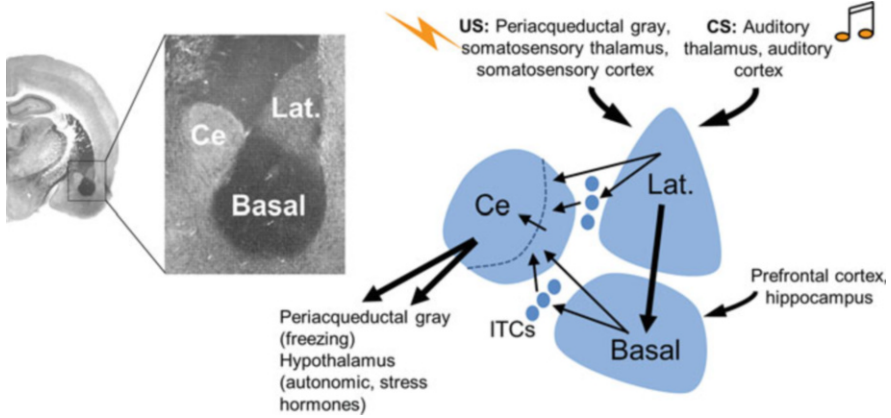 US: Periacqueductal gray,
somatosensory thalamus,
somatosensory cortex
CS: Auditory
thalamus, auditory
cortex
Ce
Lat.
Basal
Ce
Lat.
Basal
ITCs
Prefrontal cortex,
hippocampus
Periacqueductal gray
(freezing)
Hypothalamus
(autonomic, stress
hormones)